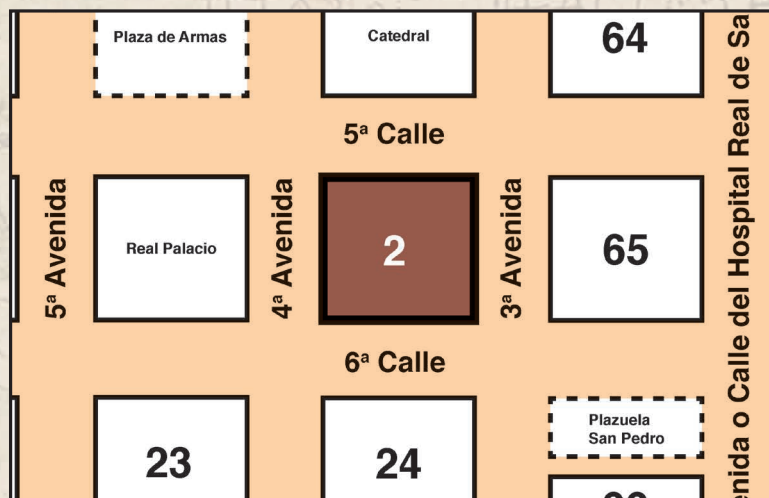 Plaza de Armas
Catedral
64
5ª Calle
5ª Avenida
Real Palacio
4ª Avenida
2
3ª Avenida
65
6ª Calle
23
24
Plazuela
San Pedro
enida o Calle del Hospital Real de Sa